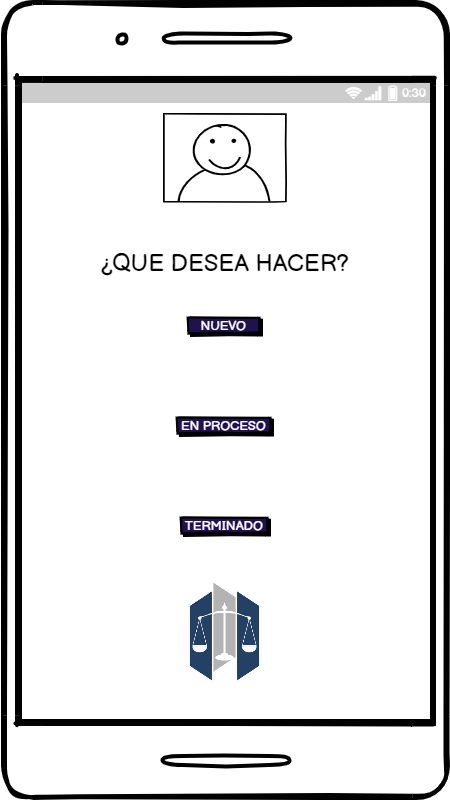 0:30
¿QUE DESEA HACER?
NUEVO
EN PROCESO
TERMINADO